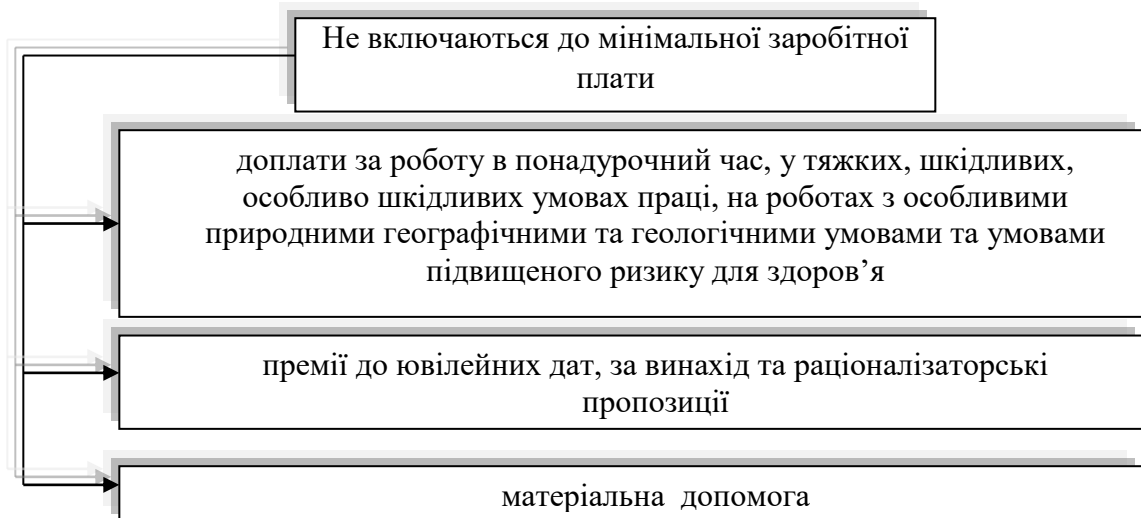 Не включаються до мінімальної заробітної
плати
доплати за роботу в понадурочний час, у тяжких, шкідливих,
особливо шкідливих умовах праці, на роботах з особливими
природними географічними та геологічними умовами та умовами
підвищеного ризику для здоров’я
премії до ювілейних дат, за винахід та раціоналізаторські
пропозиції
матеріальна допомога